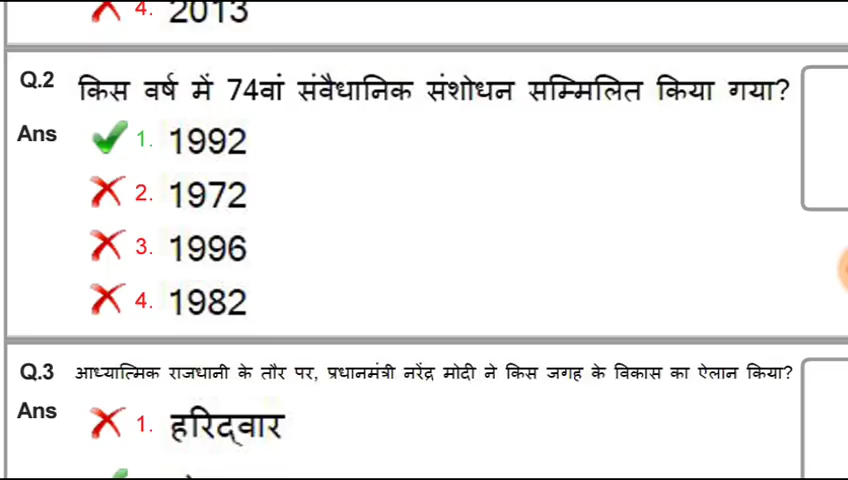 4. 2013
Q.2 किस वर्ष में 74वां संवैधानिक संशोधन सम्मिलित किया गया?
Ans 1. 1992
2. 1972
3. 1996
4. 1982
Q.3 आध्यात्मिक राजधानी के तौर पर, प्रधानमंत्री नरेंद्र मोदी ने किस जगह के विकास का ऐलान किया?
Ans 1. हरिद्वार